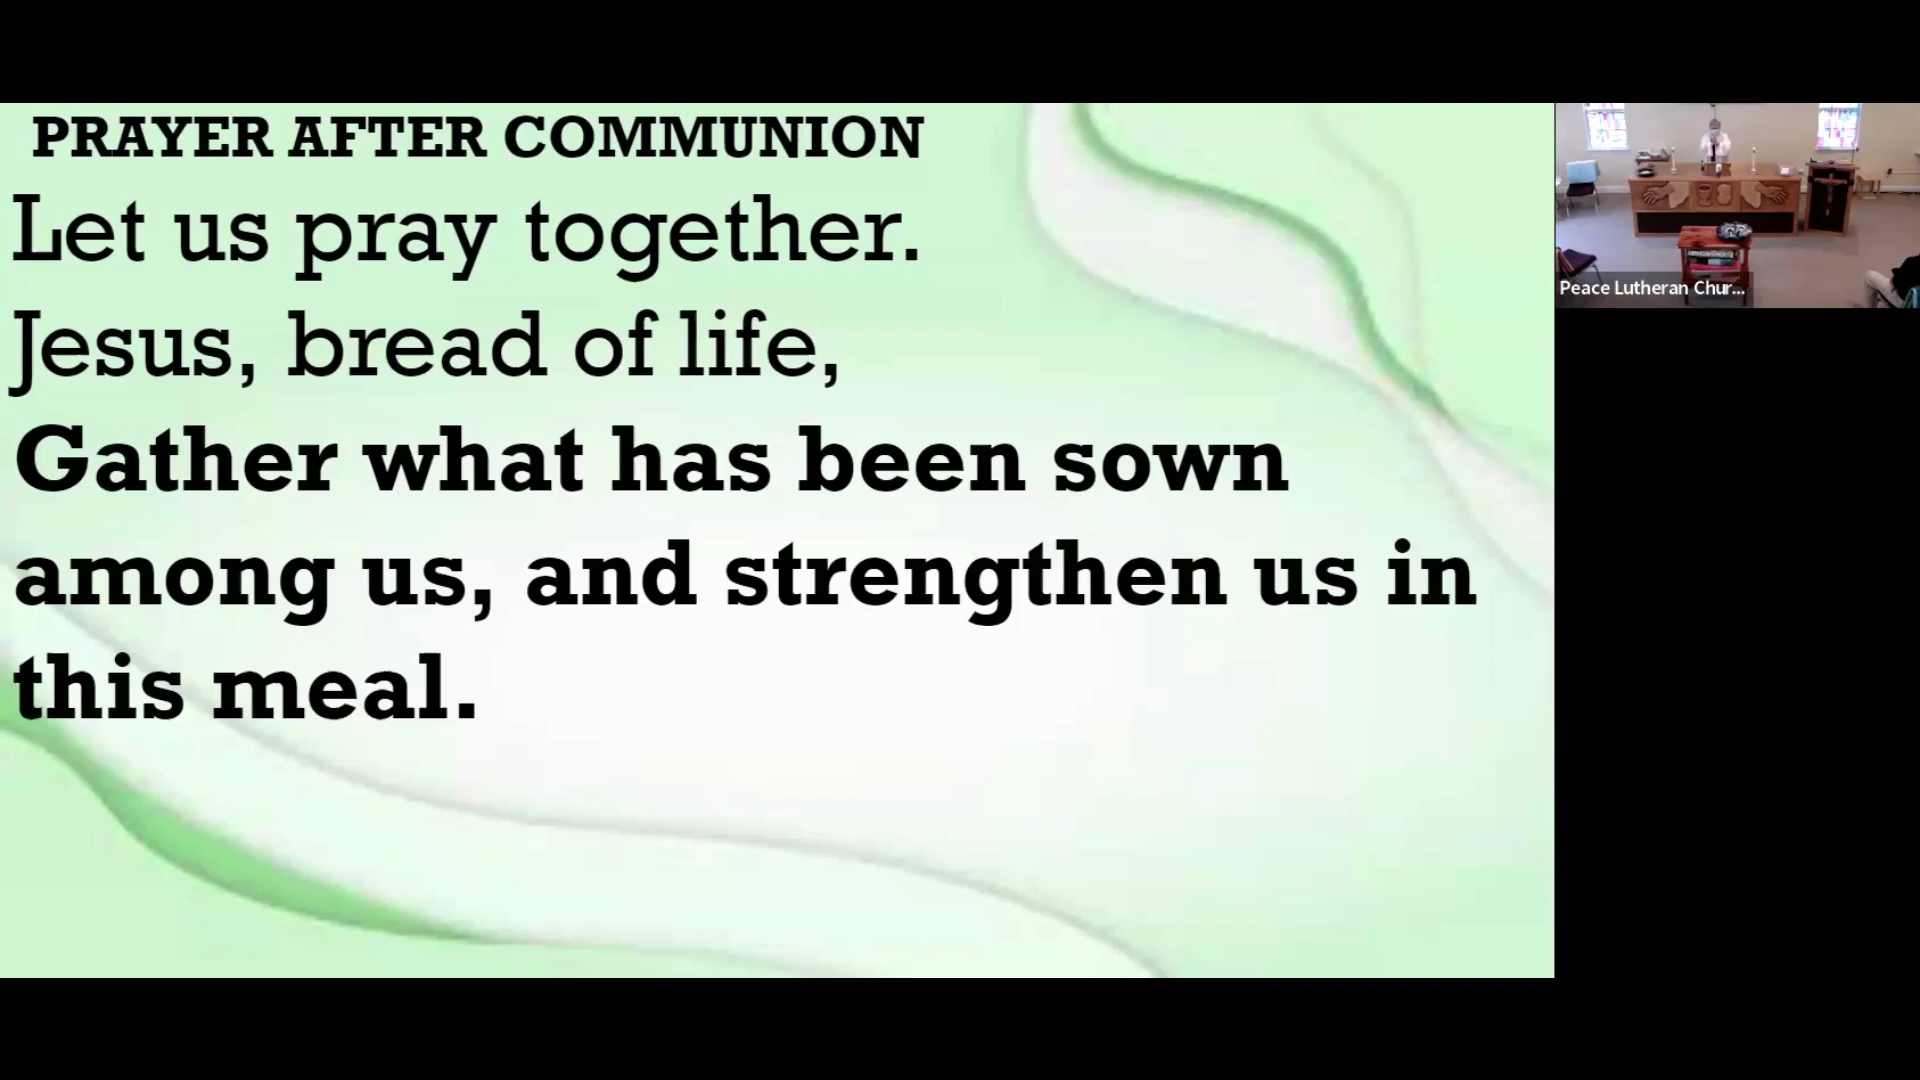 PRAYER AFTER COMMUNION
Let us pray together.
Jesus, bread of life,
Gather what has been sown
among us, and strengthen us in
this meal.
Peace Lutheran Chur...